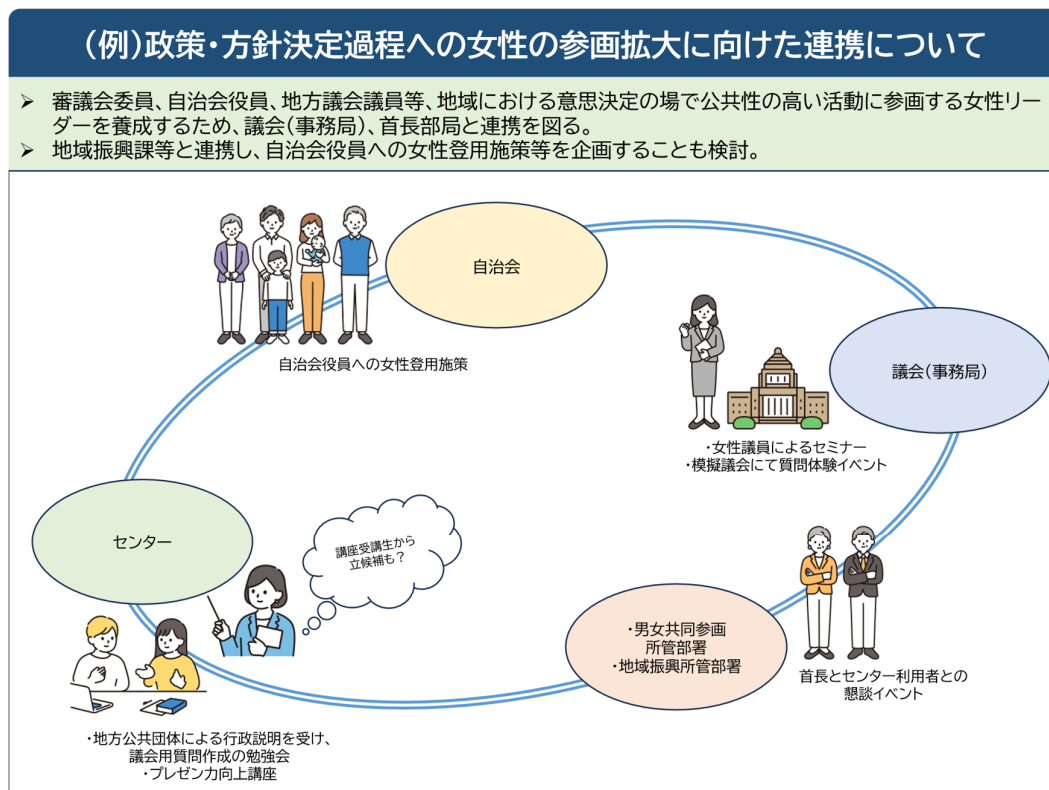 (例)政策・方針決定過程への女性の参画拡大に向けた連携について
➢ 審議会委員、自治会役員、地方議会議員等、地域における意思決定の場で公共性の高い活動に参画する女性リー
ダーを養成するため、議会(事務局)、首長部局と連携を図る。
➢ 地域振興課等と連携し、自治会役員への女性登用施策等を企画することも検討。
自治会
自治会役員への女性登用施策
議会(事務局)
・女性議員によるセミナー
・模擬議会にて質問体験イベント
センター
講座受講生から
立候補も?
・男女共同参画
所管部署
・地域振興所管部署
首長とセンター利用者との
懇談イベント
・地方公共団体による行政説明を受け、
議会用質問作成の勉強会
・プレゼン力向上講座